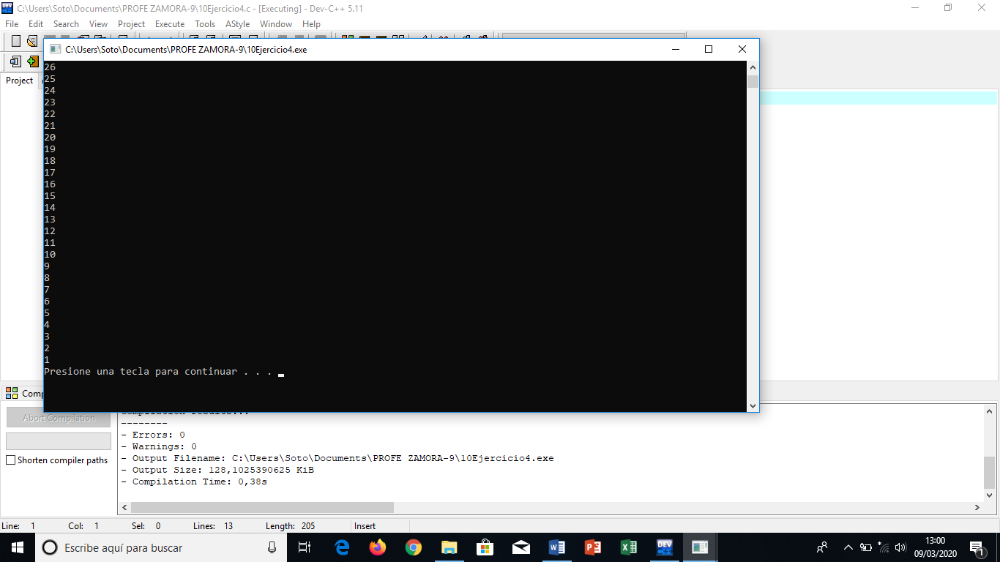 C:\Users\Soto\Documents\PROFE ZAMORA-9\10Ejercicio4.c - [Executing] - Dev-C++ 5.11
File Edit Search View Project Execute Tools AStyle Window Help
C:\Users\Soto\Documents\PROFE ZAMORA-9\10Ejercicio4.exe
Project
26
25
24
23
22
21
20
19
18
17
16
15
14
13
12
11
10
9
8
7
6
5
4
3
2
1
Presione una tecla para continuar . . .
Abort Compilation
Shorten compiler paths
Compilation results...
--------
- Errors: 0
- Warnings: 0
- Output Filename: C:\Users\Soto\Documents\PROFE ZAMORA-9\10Ejercicio4.exe
- Output Size: 128,1025390625 KiB
- Compilation Time: 0,38s
Line: 1 Col: 1 Sel: 0 Lines: 13 Length: 205 Insert
Escribe aquí para buscar
DEV
13:00
09/03/2020
1